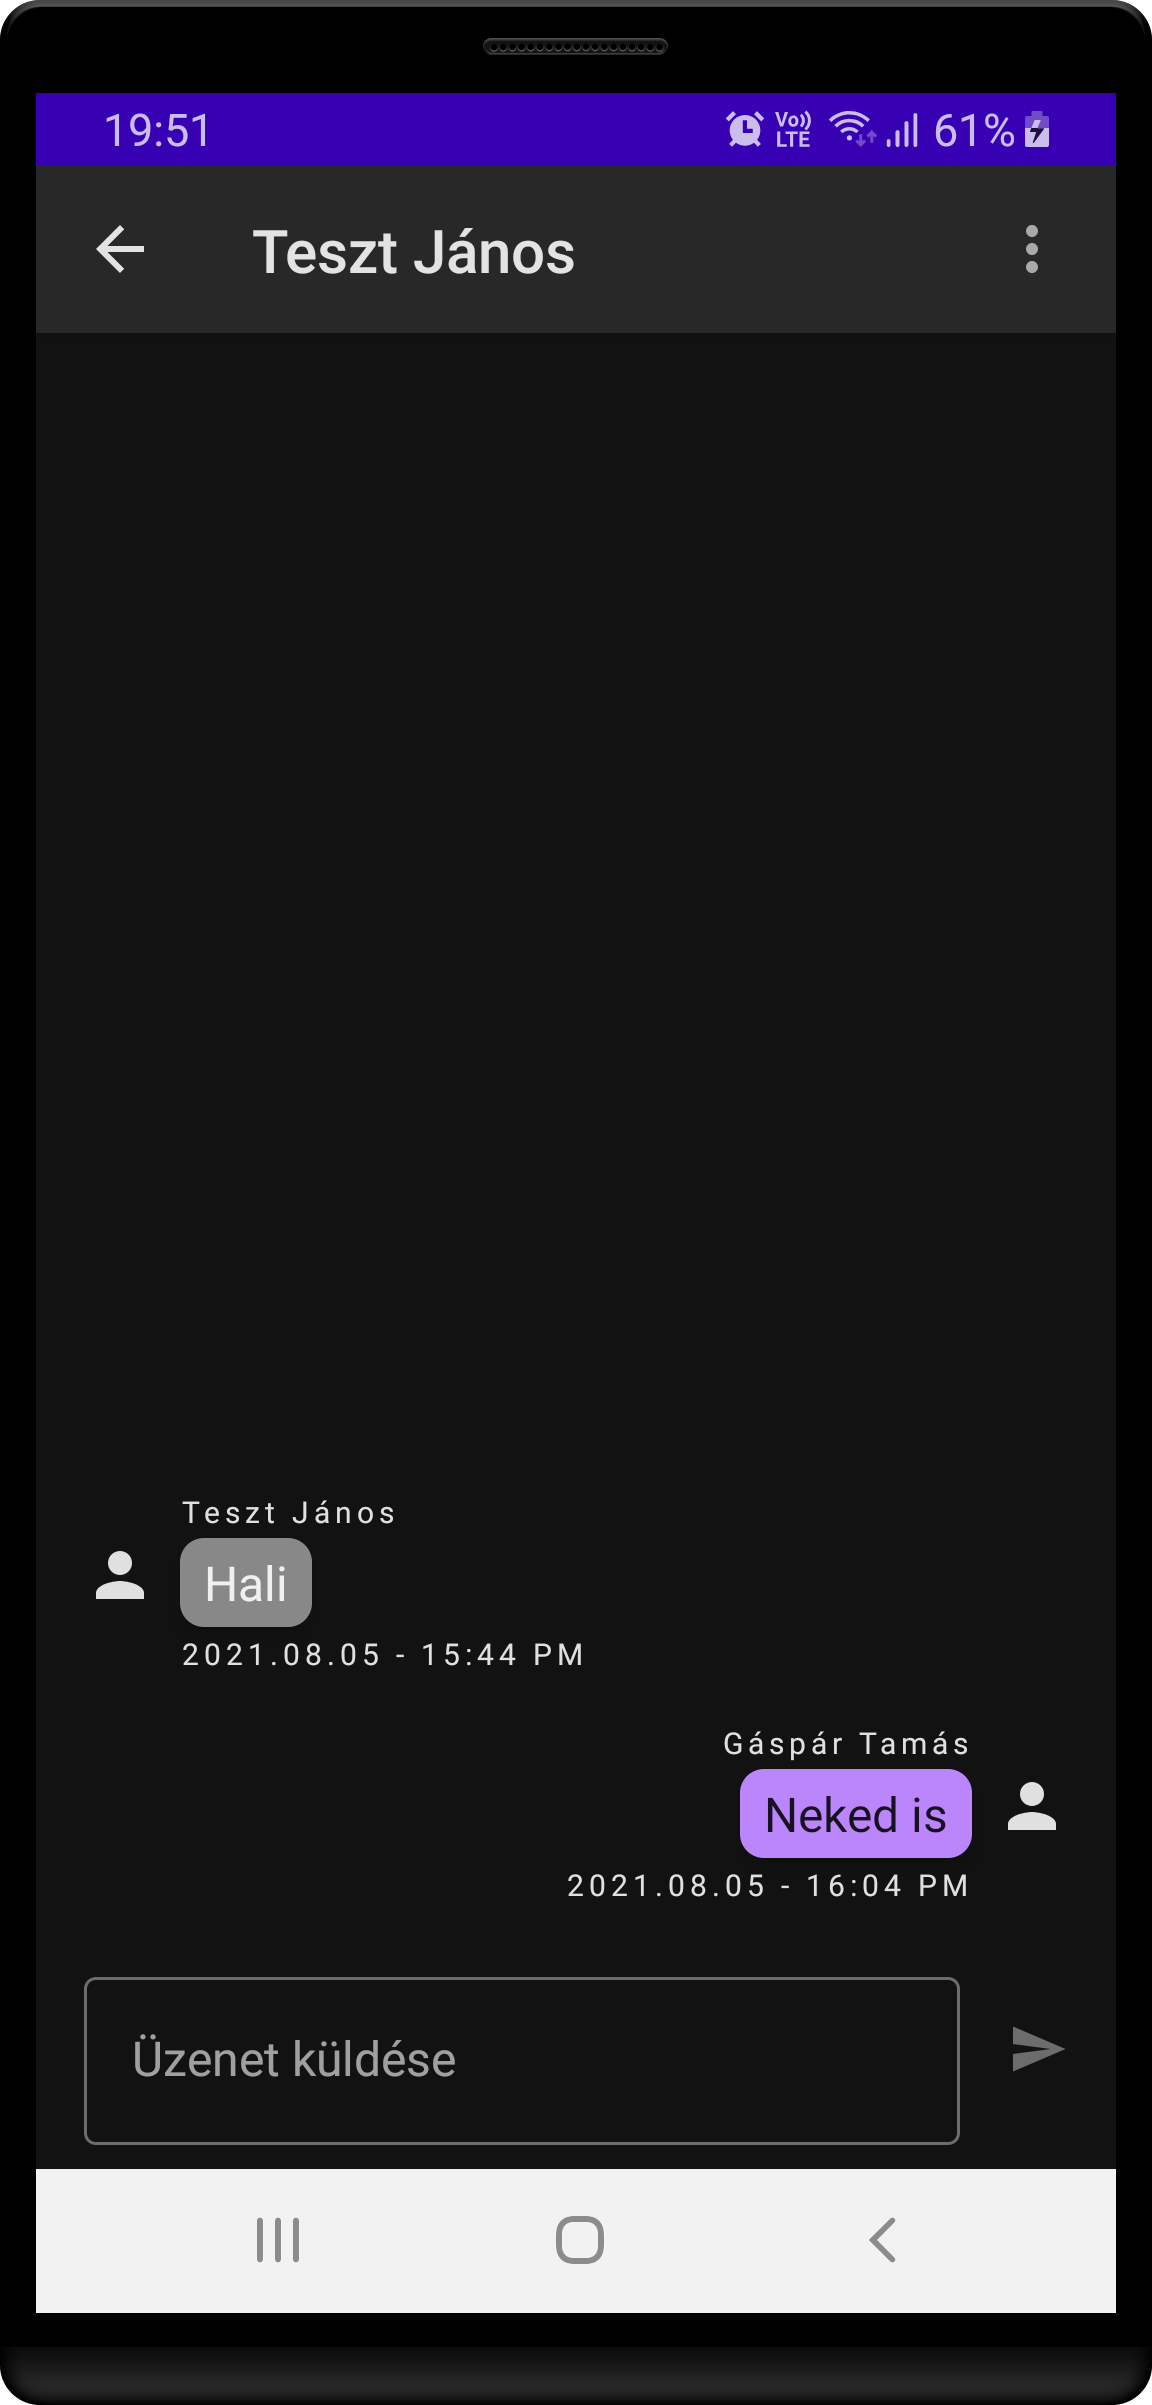 19:51
Vo)) LTE
61%
Teszt János
Teszt János
Hali
2021.08.05 - 15:44 PM
Gáspár Tamás
Neked is
2021.08.05 - 16:04 PM
Üzenet küldése